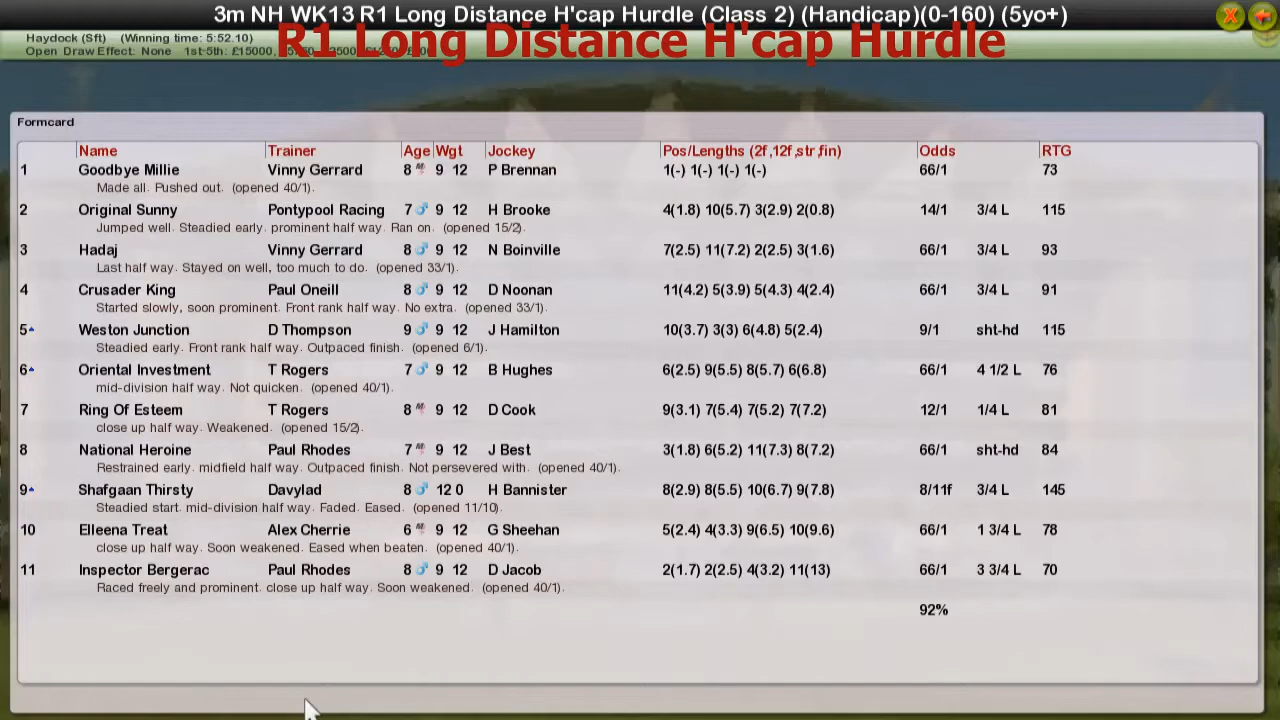 3m NH WK13 R1 Long Distance H'cap Hurdle (Class 2) (Handicap)(0-160) (5yo+)
R1 Long Distance H'cap Hurdle
Haydock (Sft) (Winning time: 5:52.10)
Open Draw Effect: None 1st-5th: £15000,
Formcard
Name Trainer Age Wgt Jockey Pos/Lengths (2f,12f,str,fin) Odds RTG
1 Goodbye Millie Vinny Gerrard 8 9 12 P Brennan 1(-) 1(-) 1(-) 1(-) 66/1 73
Made all. Pushed out. (opened 40/1).
2 Original Sunny Pontypool Racing 7 ♂ 9 12 H Brooke 4(1.8) 10(5.7) 3(2.9) 2(0.8) 14/1 3/4 L 115
Jumped well. Steadied early. prominent half way. Ran on. (opened 15/2).
3 Hadaj Vinny Gerrard 8 ♂ 9 12 N Boinville 7(2.5) 11(7.2) 2(2.5) 3(1.6) 66/1 3/4 L 93
Last half way. Stayed on well, too much to do. (opened 33/1).
4 Crusader King Paul Oneill 8 ♂ 9 12 D Noonan 11(4.2) 5(3.9) 5(4.3) 4(2.4) 66/1 3/4 L 91
Started slowly, soon prominent. Front rank half way. No extra. (opened 33/1).
5 Weston Junction D Thompson 9 ♂ 9 12 J Hamilton 10(3.7) 3(3) 6(4.8) 5(2.4) 9/1 sht-hd 115
Steadied early. Front rank half way. Outpaced finish. (opened 6/1).
6 Oriental Investment T Rogers 7 ♂ 9 12 B Hughes 6(2.5) 9(5.5) 8(5.7) 6(6.8) 66/1 4 1/2 L 76
mid-division half way. Not quicken. (opened 40/1).
7 Ring Of Esteem T Rogers 8 9 12 D Cook 9(3.1) 7(5.4) 7(5.2) 7(7.2) 12/1 1/4 L 81
close up half way. Weakened. (opened 15/2).
8 National Heroine Paul Rhodes 7 9 12 J Best 3(1.8) 6(5.2) 11(7.3) 8(7.2) 66/1 sht-hd 84
Restrained early. midfield half way. Outpaced finish. Not persevered with. (opened 40/1).
9 Shafgaan Thirsty Davylad 8 ♂ 12 0 H Bannister 8(2.9) 8(5.5) 10(6.7) 9(7.8) 8/11f 3/4 L 145
Steadied start. mid-division half way. Faded. Eased. (opened 11/10).
10 Elleena Treat Alex Cherrie 6 9 12 G Sheehan 5(2.4) 4(3.3) 9(6.5) 10(9.6) 66/1 1 3/4 L 78
close up half way. Soon weakened. Eased when beaten. (opened 40/1).
11 Inspector Bergerac Paul Rhodes 8 ♂ 9 12 D Jacob 2(1.7) 2(2.5) 4(3.2) 11(13) 66/1 3 3/4 L 70
Raced freely and prominent. close up half way. Soon weakened. (opened 40/1).
92%